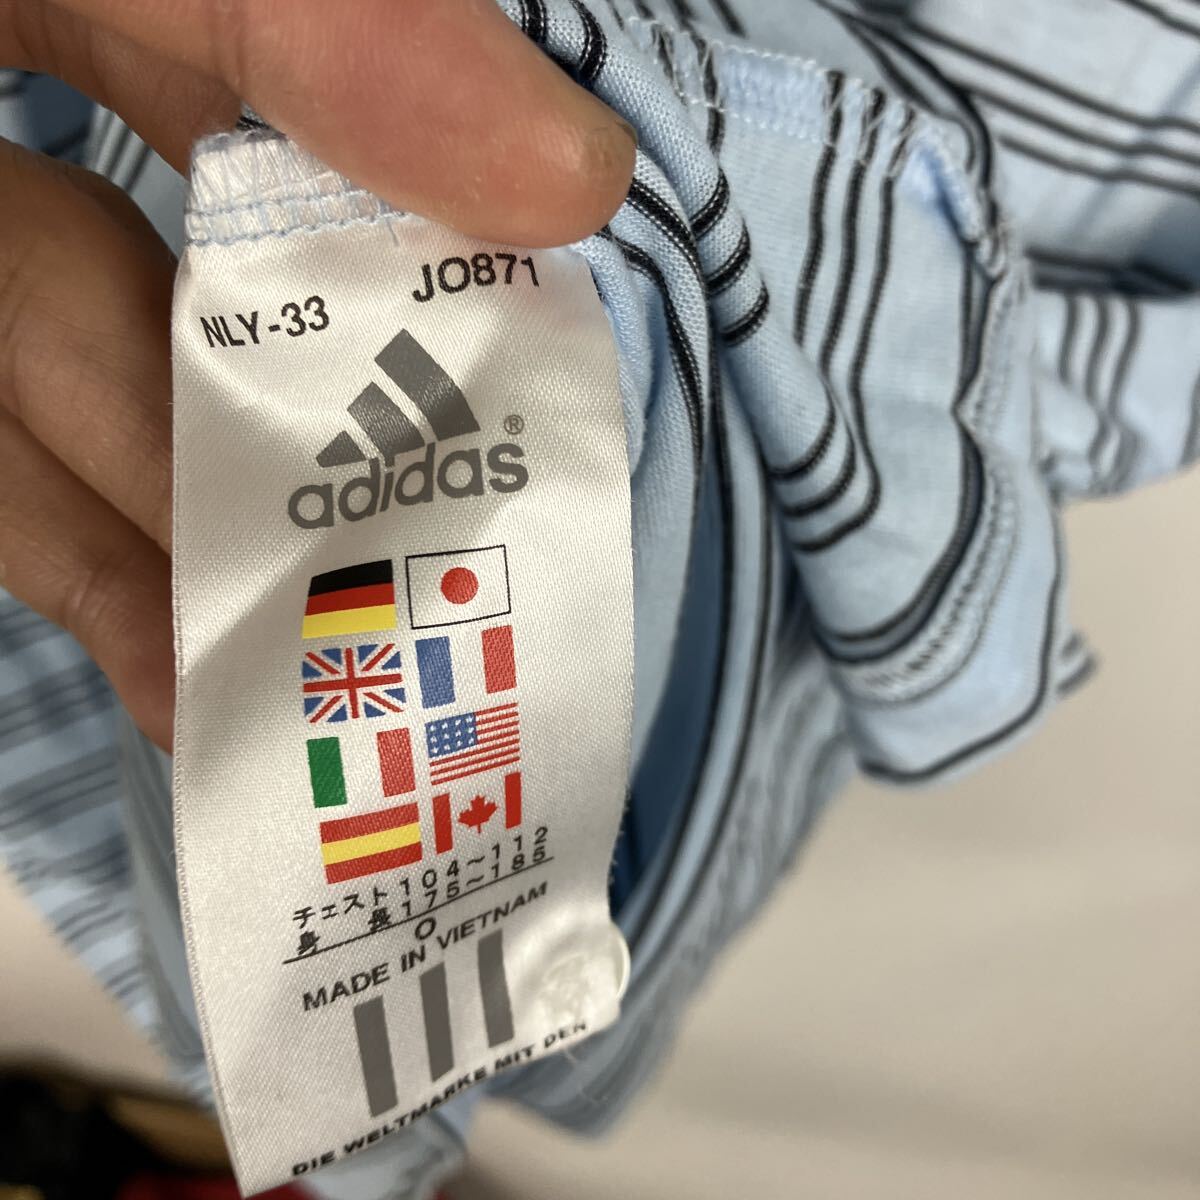 NLY-33 JO871
adidas®
チェスト104~112
身 長175~185
O
MADE IN VIETNAM
DIE WELTMARKE MIT DEN